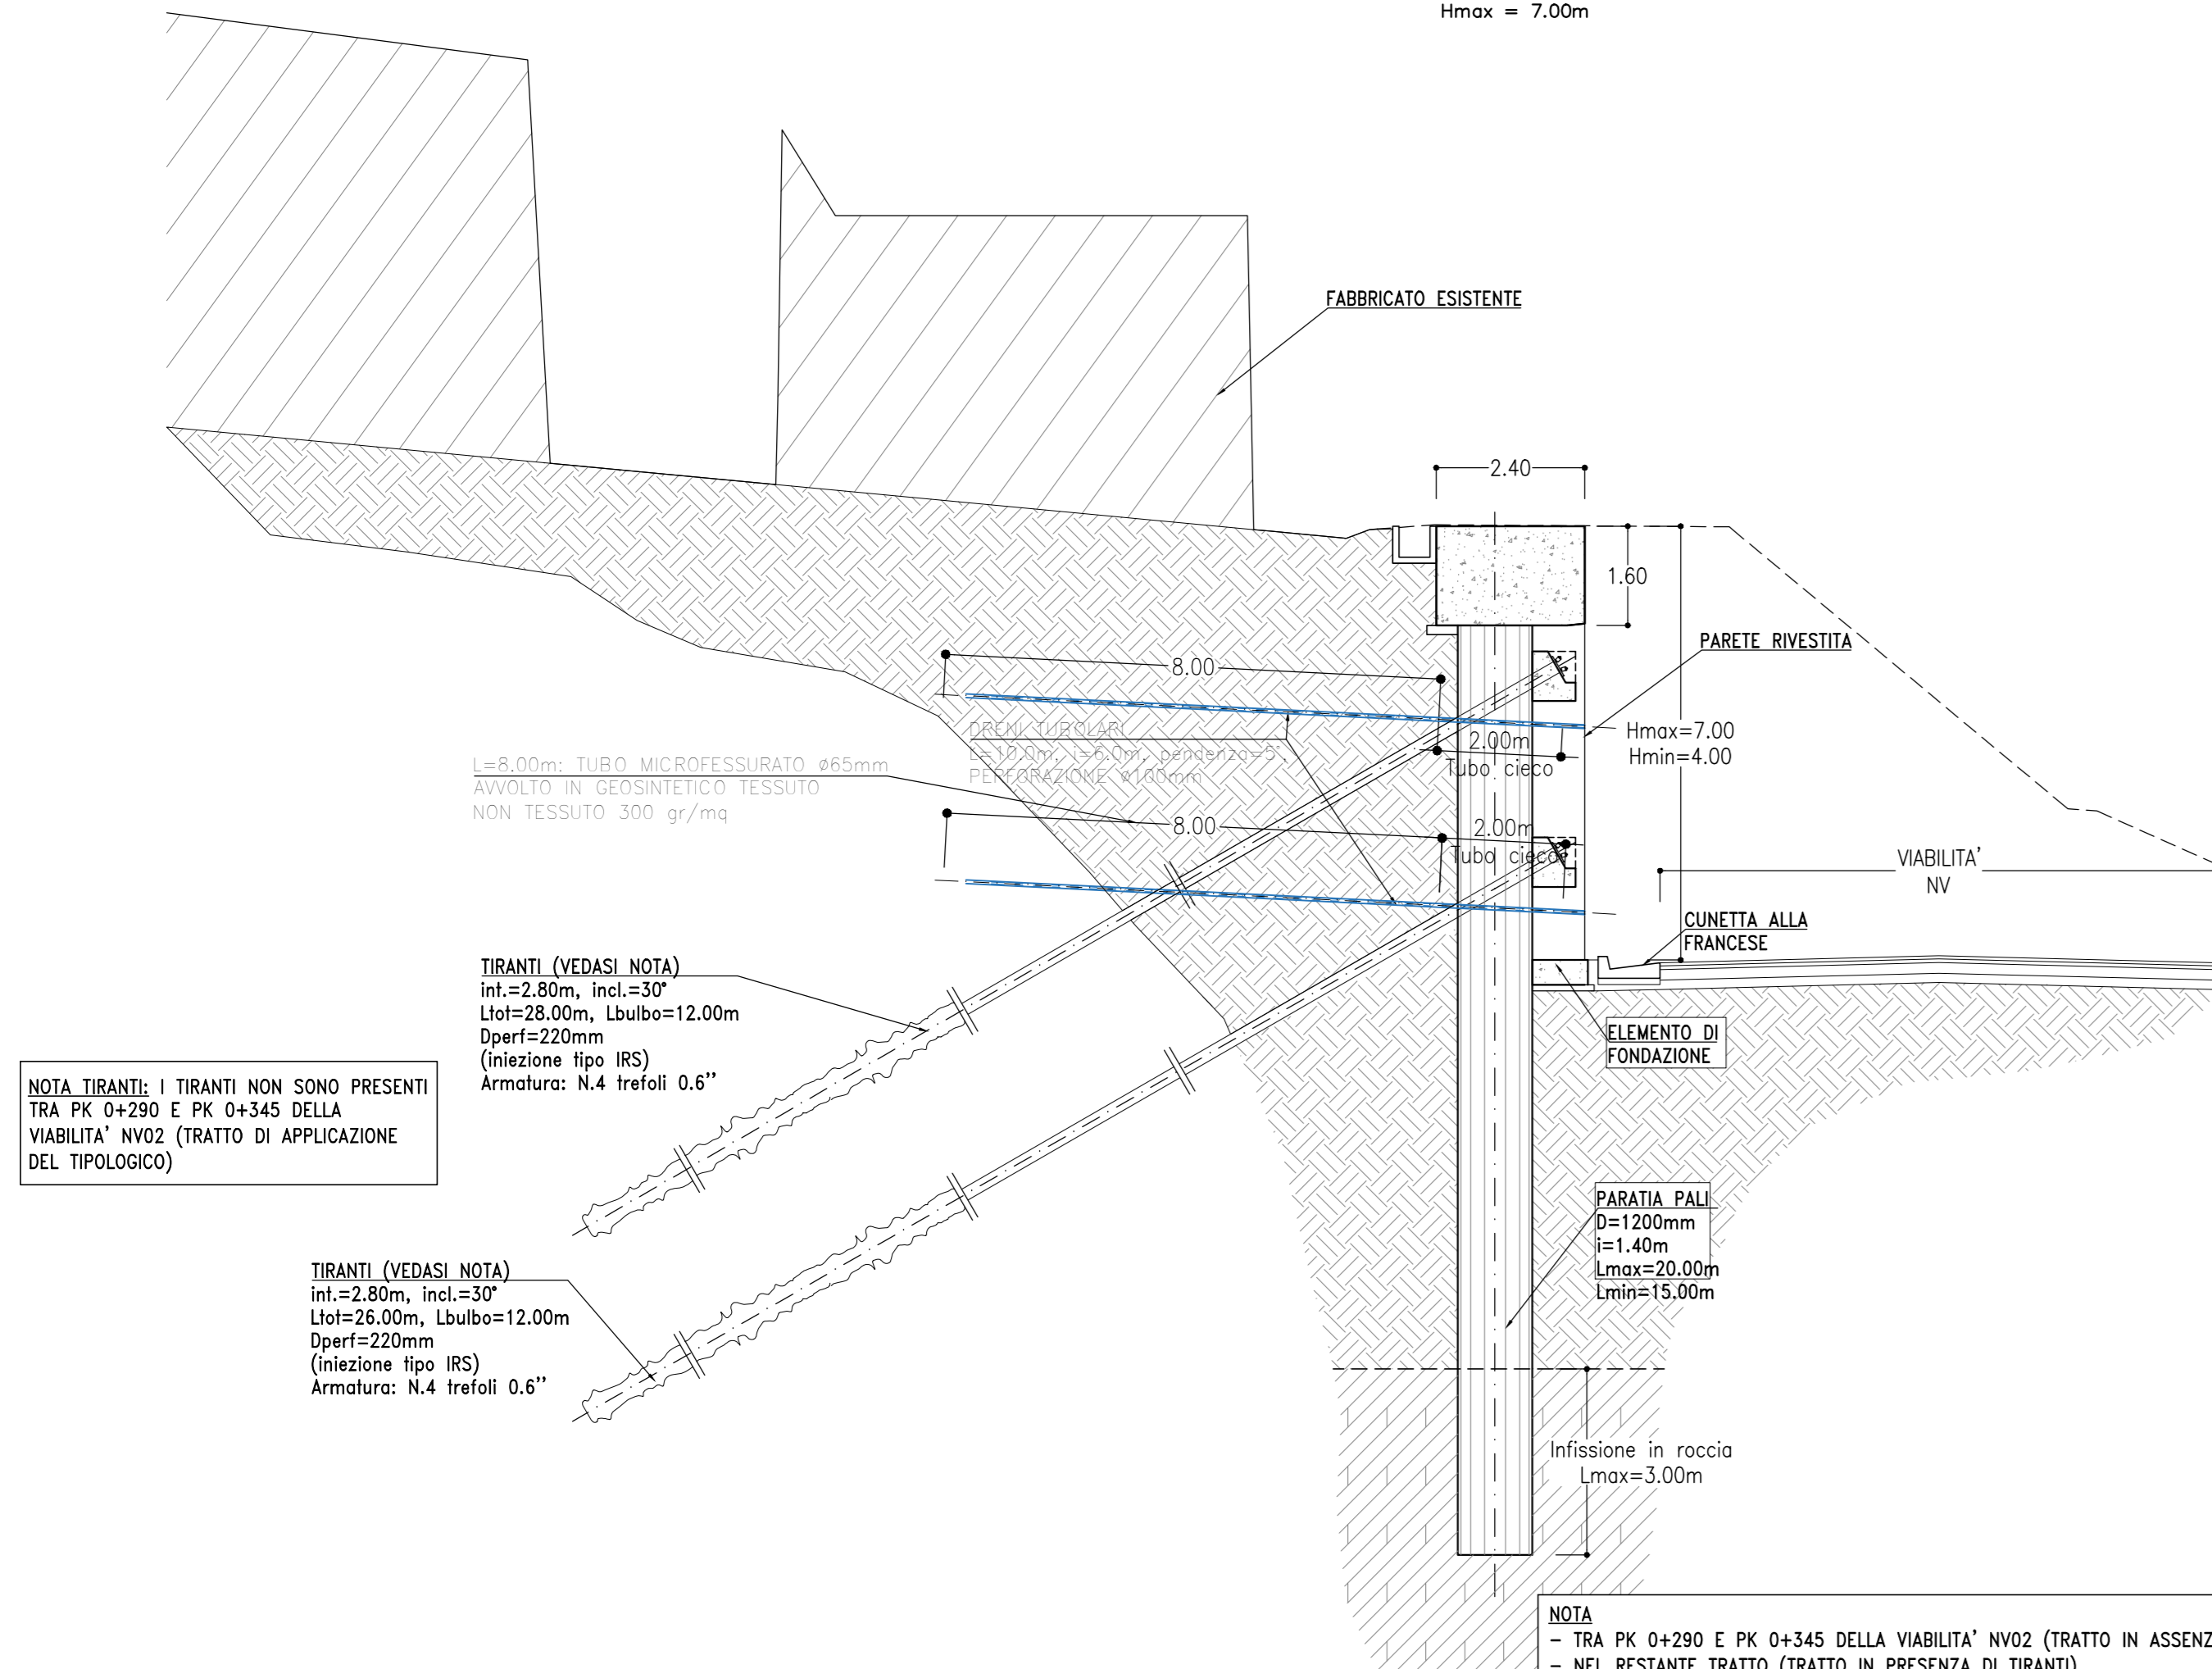 Hmax = 7.00m
FABBRICATO ESISTENTE
2.40
1.60
PARETE RIVESTITA
8.00
Hmax=7.00
Hmin=4.00
DRENI TUBOLARI
L=10.0m, i=6.0m, pendenza=5°,
PERFORAZIONE ø100mm
2.00m
Tubo cieco
L=8.00m: TUBO MICROFESSURATO ø65mm
AVVOLTO IN GEOSINTETICO TESSUTO
NON TESSUTO 300 gr/mq
8.00
2.00m
Tubo cieco
VIABILITA'
NV
CUNETTA ALLA
FRANCESE
TIRANTI (VEDASI NOTA)
int.=2.80m, incl.=30°
Ltot=28.00m, Lbulbo=12.00m
Dperf=220mm
(iniezione tipo IRS)
Armatura: N.4 trefoli 0.6''
ELEMENTO DI
FONDAZIONE
NOTA TIRANTI: I TIRANTI NON SONO PRESENTI
TRA PK 0+290 E PK 0+345 DELLA
VIABILITA' NV02 (TRATTO DI APPLICAZIONE
DEL TIPOLOGICO)
PARATIA PALI
D=1200mm
i=1.40m
Lmax=20.00m
Lmin=15.00m
TIRANTI (VEDASI NOTA)
int.=2.80m, incl.=30°
Ltot=26.00m, Lbulbo=12.00m
Dperf=220mm
(iniezione tipo IRS)
Armatura: N.4 trefoli 0.6''
Infissione in roccia
Lmax=3.00m
NOTA
- TRA PK 0+290 E PK 0+345 DELLA VIABILITA' NV02 (TRATTO IN ASSENZ
- NEL RESTANTE TRATTO (TRATTO IN PRESENZA DI TIRANTI)